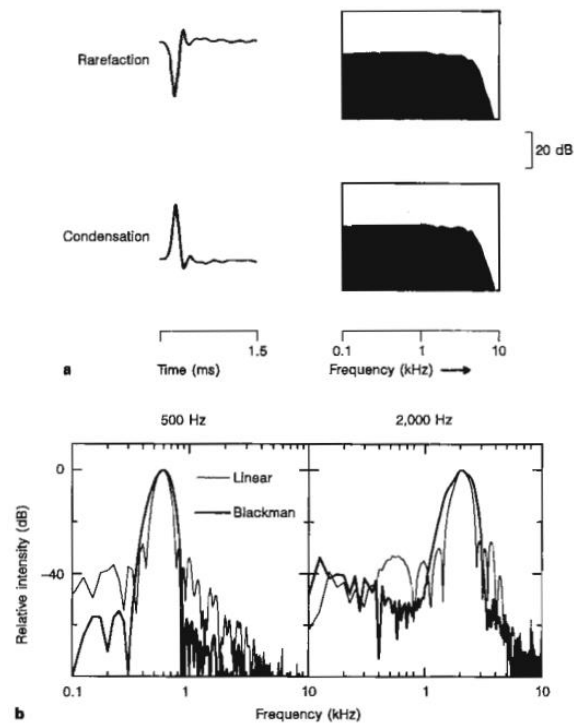 Rarefaction
20 dB
Condensation
1.5
0.1 1 10
a Time (ms) Frequency (kHz)
500 Hz 2,000 Hz
0
Linear
Blackman
Relative intensity (dB)
−40
0.1 1 10 1 10
b Frequency (kHz)